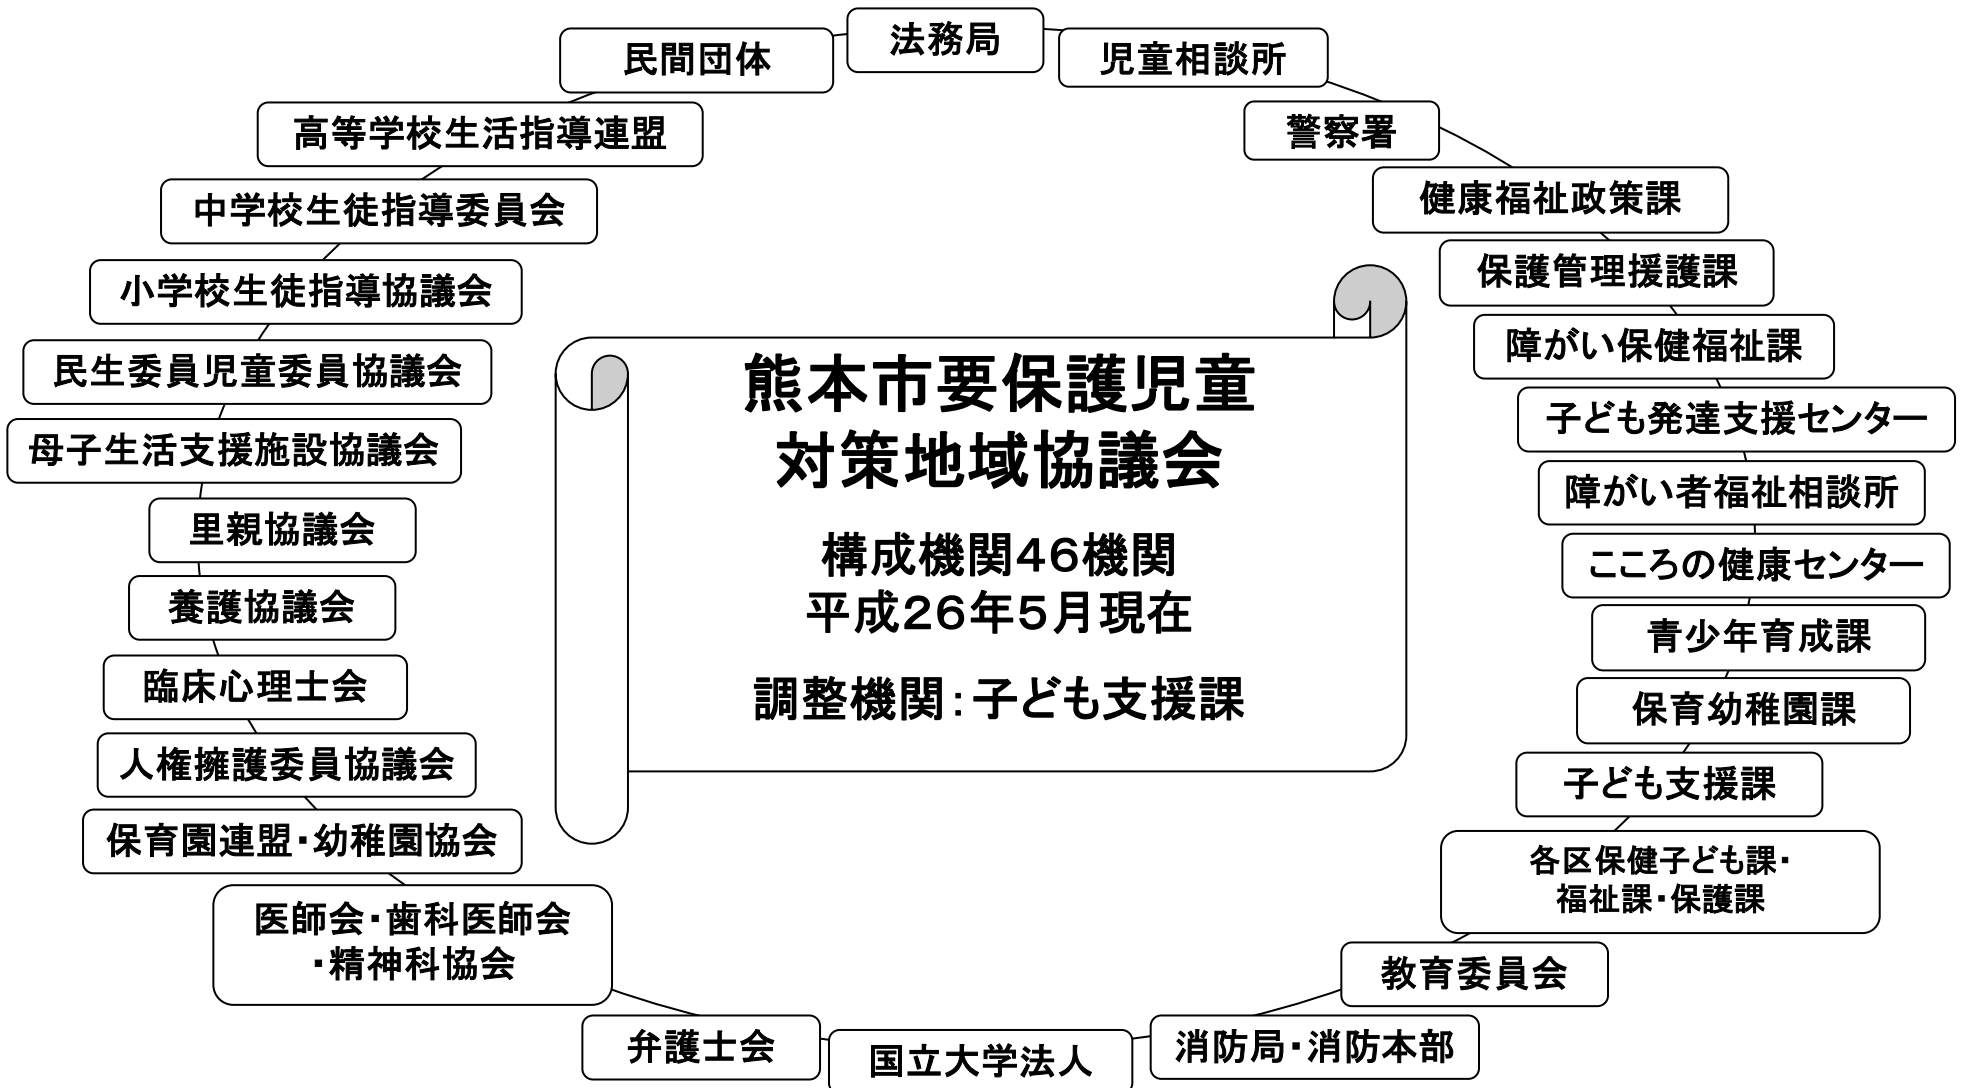 法務局
民間団体
児童相談所
高等学校生活指導連盟
警察署
中学校生徒指導委員会
健康福祉政策課
小学校生徒指導協議会
保護管理援護課
民生委員児童委員協議会
障がい保健福祉課
母子生活支援施設協議会
子ども発達支援センター
里親協議会
障がい者福祉相談所
養護協議会
こころの健康センター
臨床心理士会
青少年育成課
人権擁護委員協議会
保育幼稚園課
保育園連盟・幼稚園協会
子ども支援課
医師会・歯科医師会
・精神科協会
各区保健子ども課・
福祉課・保護課
教育委員会
弁護士会
国立大学法人
消防局・消防本部
熊本市要保護児童
対策地域協議会
構成機関46機関
平成26年5月現在
調整機関：子ども支援課